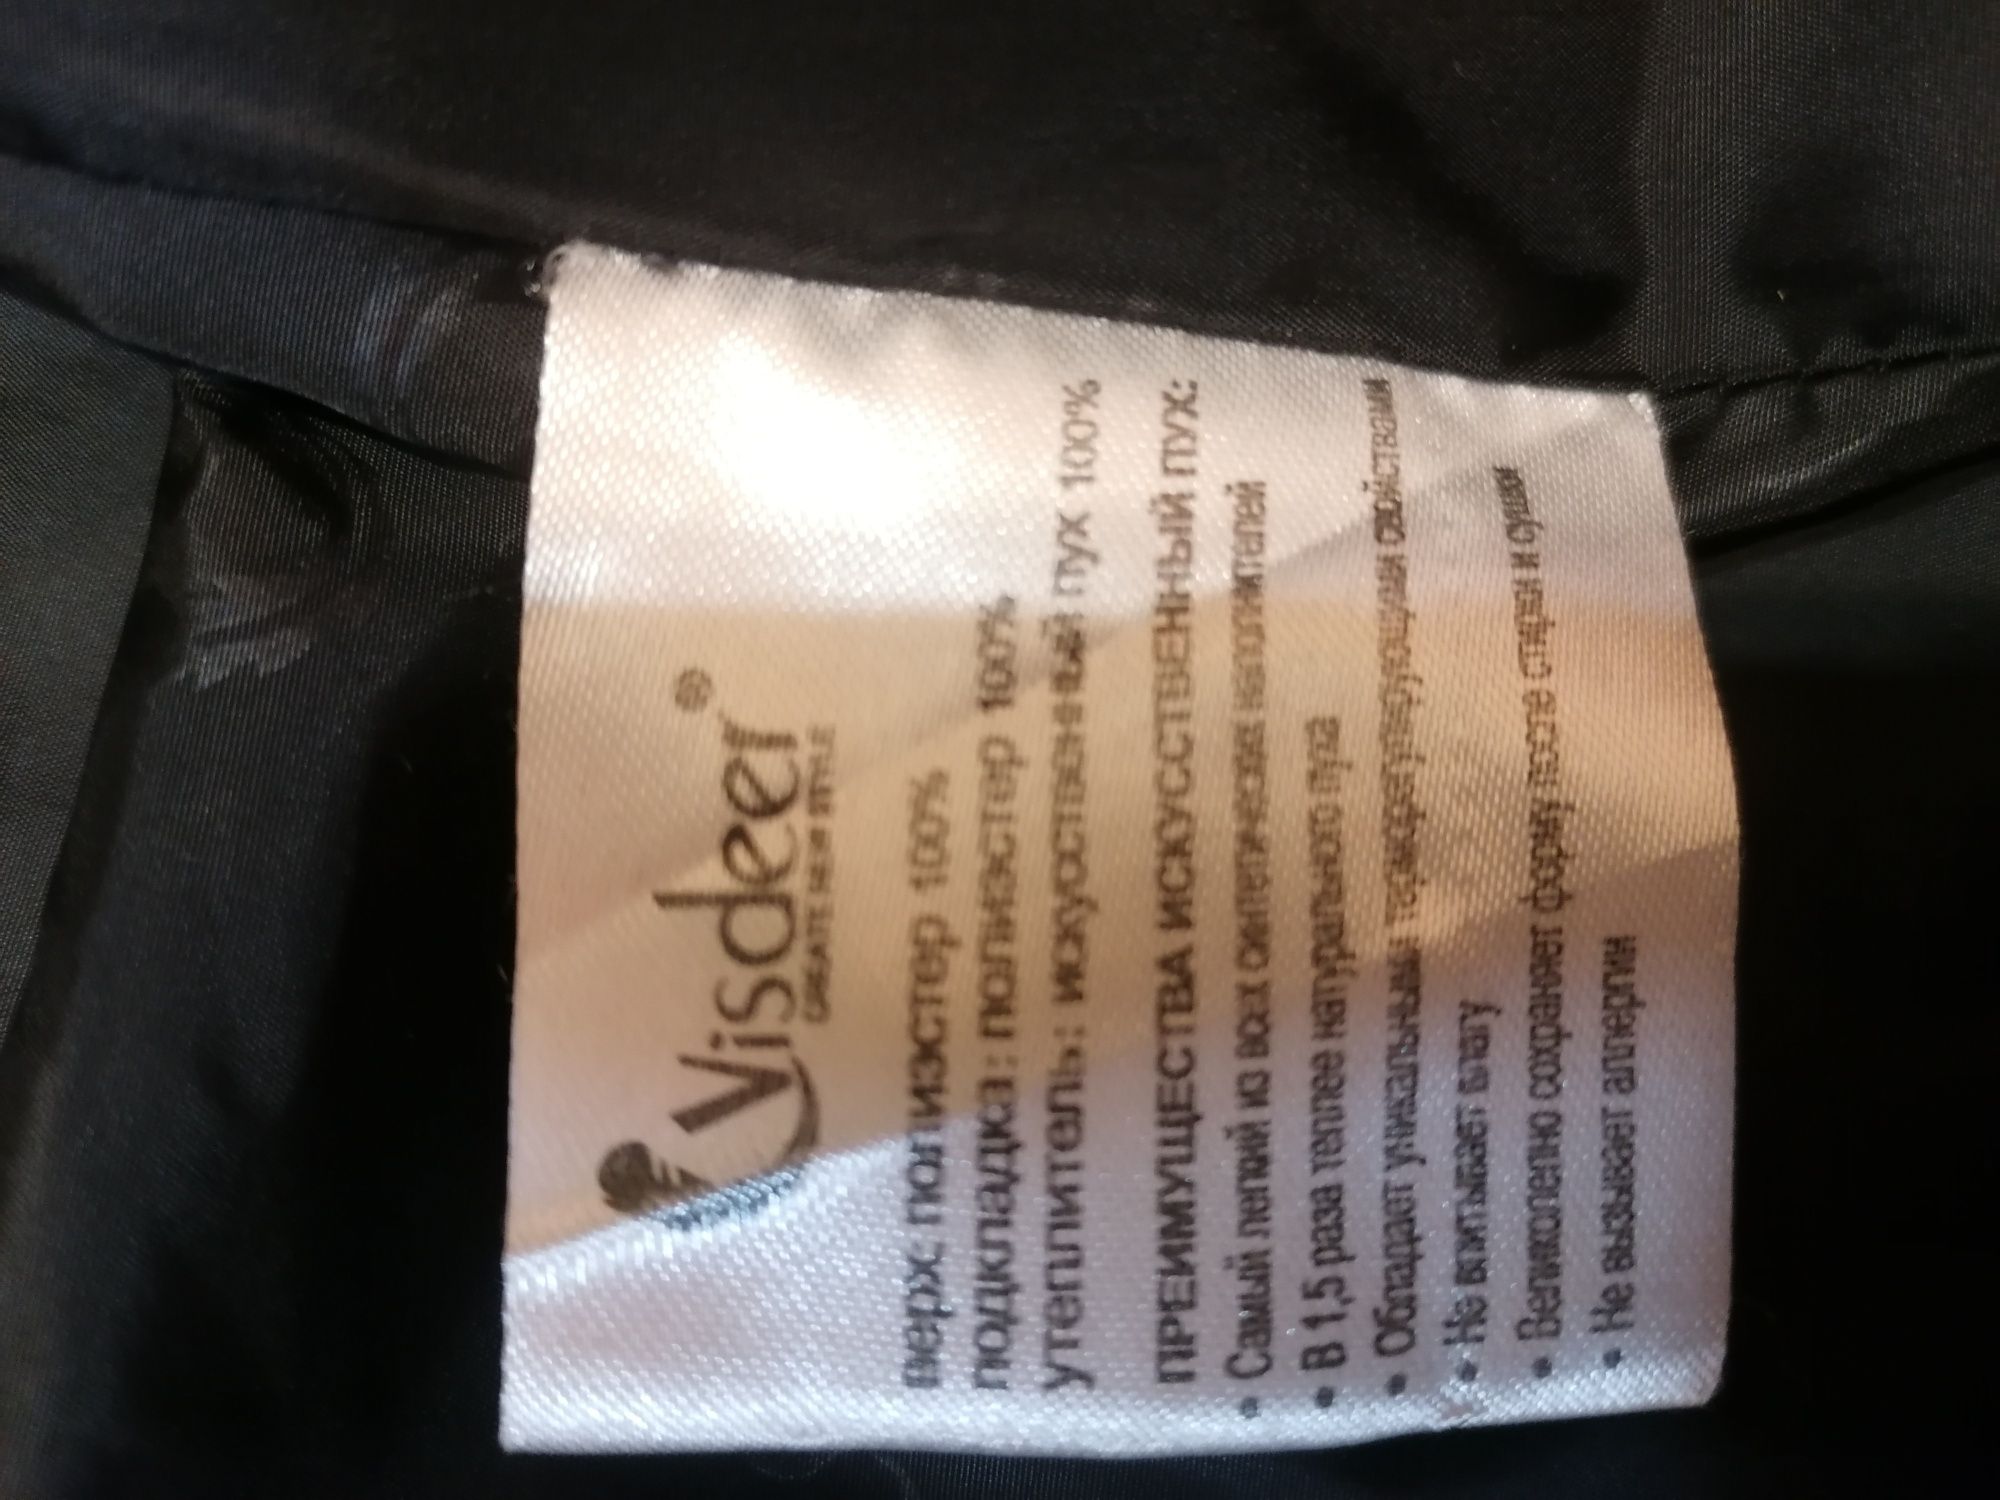 Visdeer®
CREATE NEW STYLE
верх: полиэстер 100%
подкладка: полиэстер 100%
утеплитель: искусственный пух 100%
ПРЕИМУЩЕСТВА ИСКУССТВЕННЫЙ ПУХ:
• Самый легкий из всех синтетических наполнителей
• В 1,5 раза теплее натурального пуха
• Обладает уникальными терморегулирующими свойствами
• Не впитывает влагу
• Великолепно сохраняет форму после стирки и сушки
• Не вызывает аллергии